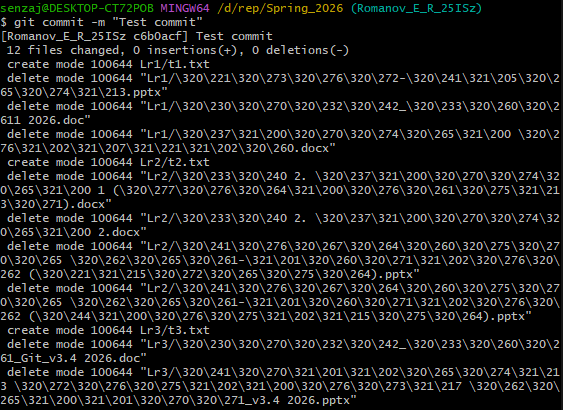 senzaj@DESKTOP-CT72POB MINGW64 /d/rep/Spring_2026 (Romanov_E_R_25ISz)
$ git commit -m "Test commit"
[Romanov_E_R_25ISz c6b0acf] Test commit
 12 files changed, 0 insertions(+), 0 deletions(-)
 create mode 100644 Lr1/t1.txt
 delete mode 100644 "Lr1/\320\221\320\273\320\276\320\272-\320\241\321\205\320\2
65\320\274\321\213.pptx"
 delete mode 100644 "Lr1/\320\230\320\270\320\232\320\242_\320\233\320\260\320\2
611 2026.doc"
 delete mode 100644 "Lr1/\320\237\321\200\320\270\320\274\320\265\321\200 \320\2
76\321\202\321\207\321\221\321\202\320\260.docx"
 create mode 100644 Lr2/t2.txt
 delete mode 100644 "Lr2/\320\233\320\240 2. \320\237\321\200\320\270\320\274\32
0\265\321\200 1 (\320\277\320\276\320\264\321\200\320\276\320\261\320\275\321\21
3\320\271).docx"
 delete mode 100644 "Lr2/\320\233\320\240 2. \320\237\321\200\320\270\320\274\32
0\265\321\200 2.docx"
 delete mode 100644 "Lr2/\320\241\320\276\320\267\320\264\320\260\320\275\320\27
0\320\265 \320\262\320\265\320\261-\321\201\320\260\320\271\321\202\320\276\320\
262 (\320\221\321\215\320\272\320\265\320\275\320\264).pptx"
 delete mode 100644 "Lr2/\320\241\320\276\320\267\320\264\320\260\320\275\320\27
0\320\265 \320\262\320\265\320\261-\321\201\320\260\320\271\321\202\320\276\320\
262 (\320\244\321\200\320\276\320\275\321\202\321\215\320\275\320\264).pptx"
 create mode 100644 Lr3/t3.txt
 delete mode 100644 "Lr3/\320\230\320\270\320\232\320\242_\320\233\320\260\320\2
61_Git_v3.4 2026.doc"
 delete mode 100644 "Lr3/\320\241\320\270\321\201\321\202\320\265\320\274\321\21
3 \320\272\320\276\320\275\321\202\321\200\320\276\320\273\321\217 \320\262\320\
265\321\200\321\201\320\270\320\271_v3.4 2026.pptx"